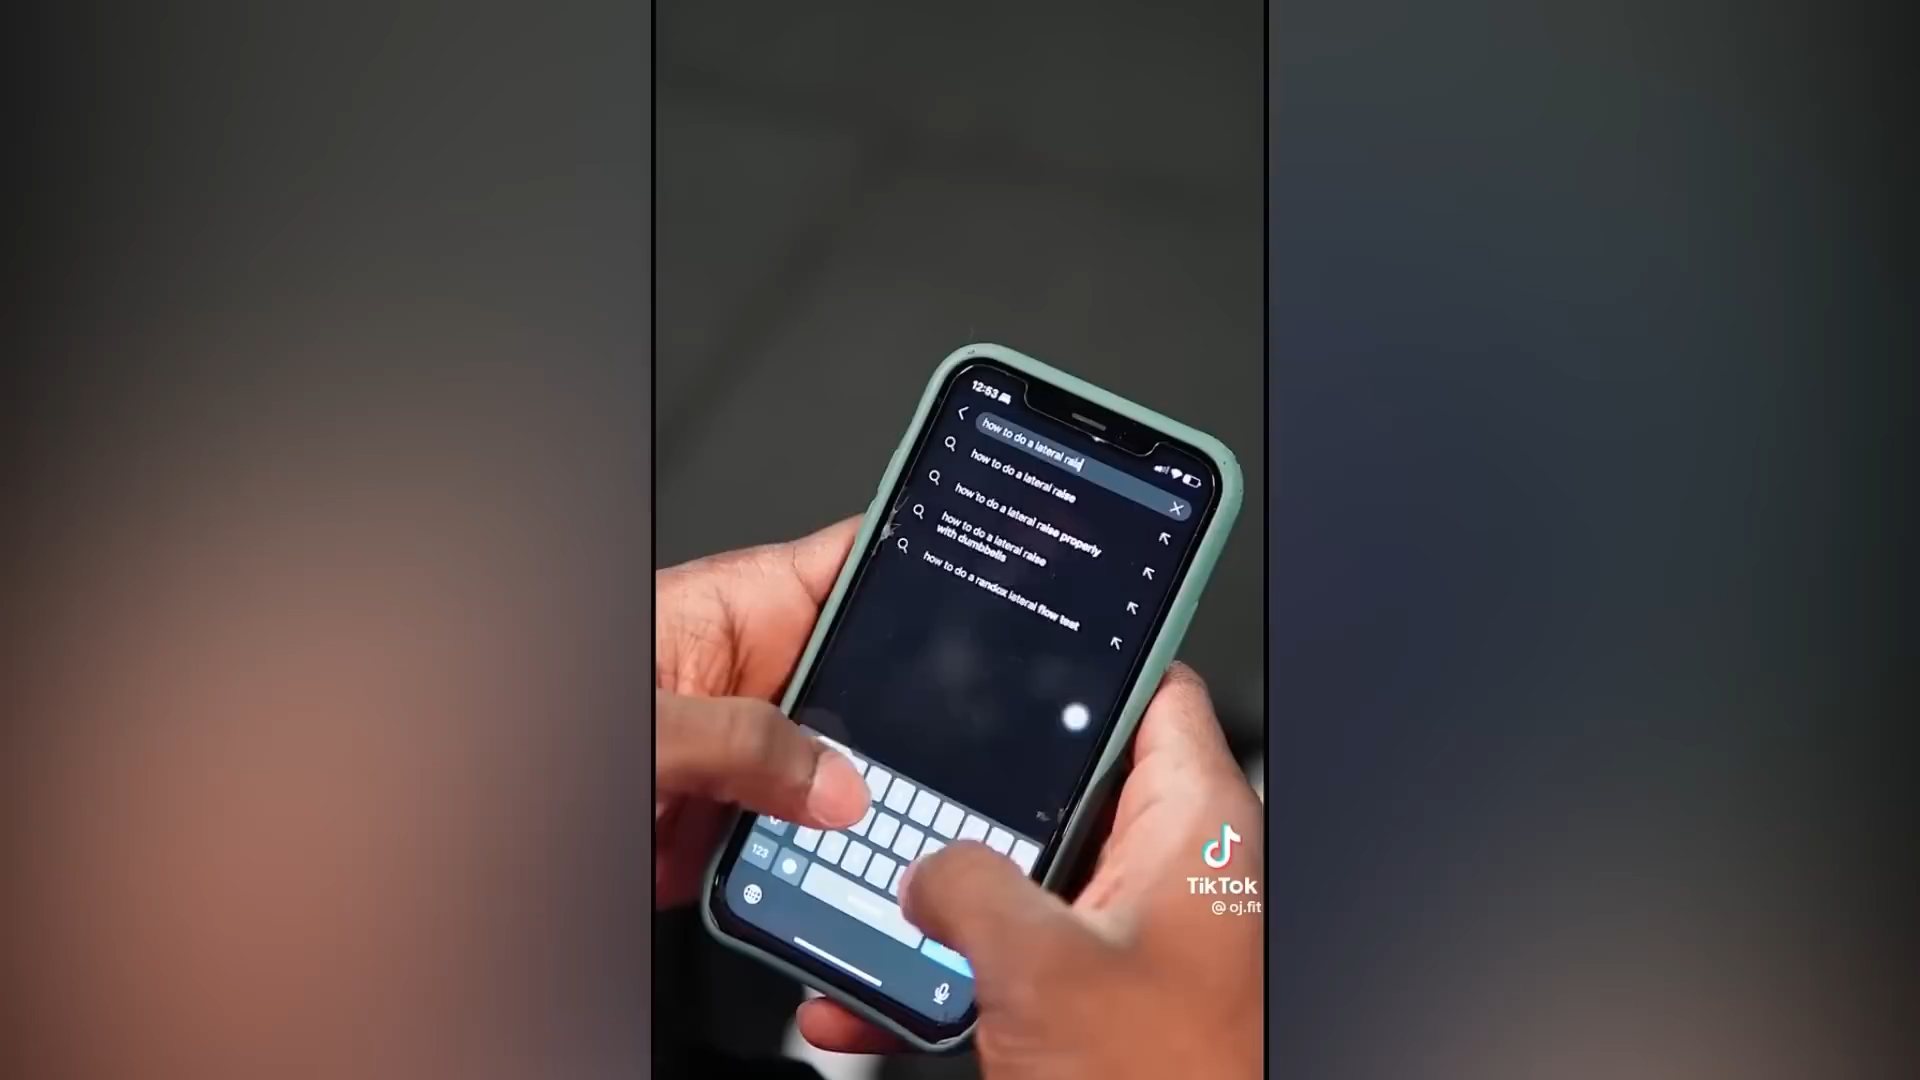 12:53
how to do a lateral rais
how to do a lateral raise
how to do a lateral raise properly
how to do a lateral raise
with dumbbells
how to do a randox lateral flow test
123
TikTok
@ oj.fit